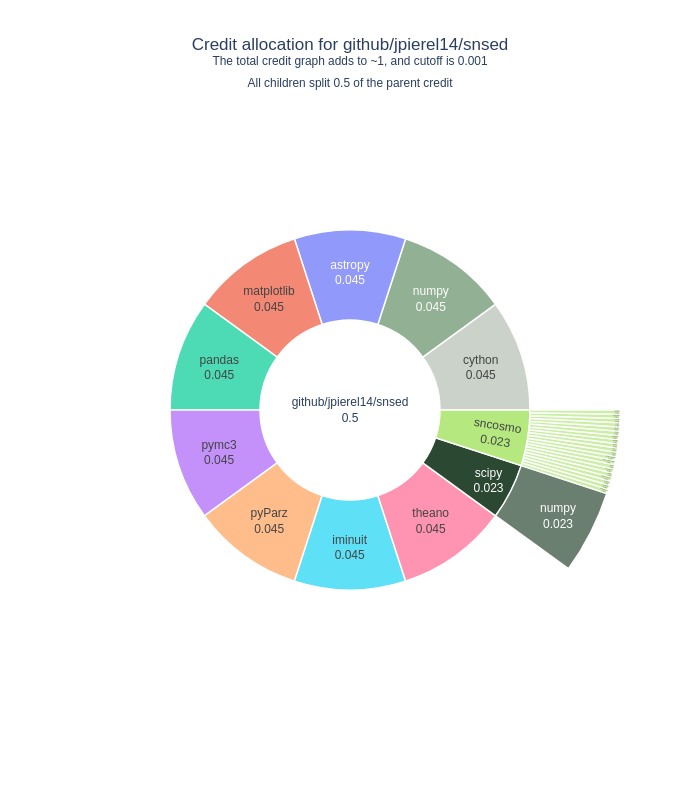 Credit allocation for github/jpierel14/snsed
The total credit graph adds to ~1, and cutoff is 0.001
All children split 0.5 of the parent credit
astropy
0.045
matplotlib
0.045
numpy
0.045
pandas
0.045
cython
0.045
github/jpierel14/snsed
0.5
sncosmo
0.023
pymc3
0.045
scipy
0.023
pyParz
0.045
theano
0.045
numpy
0.023
iminuit
0.045